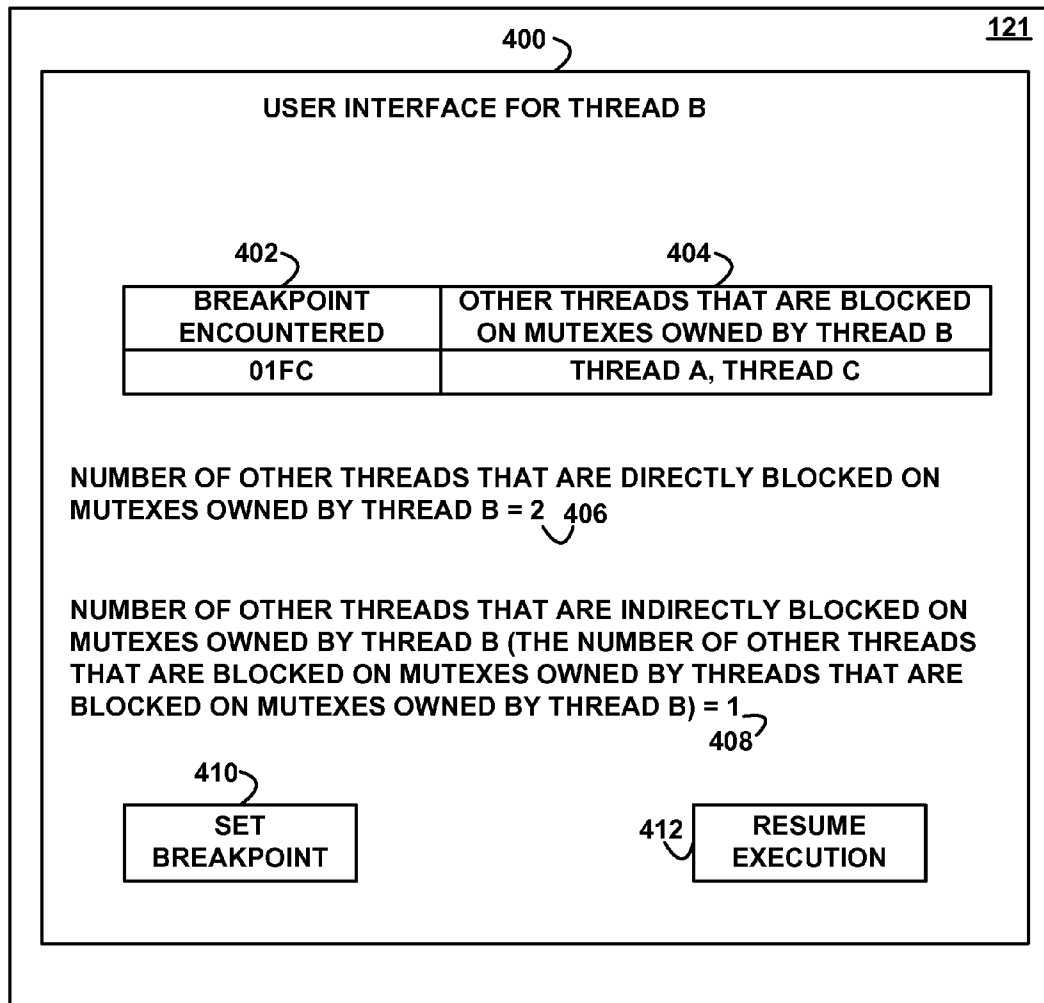 121
400
USER INTERFACE FOR THREAD B
402
404
BREAKPOINT
ENCOUNTERED
OTHER THREADS THAT ARE BLOCKED
ON MUTEXES OWNED BY THREAD B
01FC
THREAD A, THREAD C
NUMBER OF OTHER THREADS THAT ARE DIRECTLY BLOCKED ON
MUTEXES OWNED BY THREAD B = 2
406
NUMBER OF OTHER THREADS THAT ARE INDIRECTLY BLOCKED ON
MUTEXES OWNED BY THREAD B (THE NUMBER OF OTHER THREADS
THAT ARE BLOCKED ON MUTEXES OWNED BY THREADS THAT ARE
BLOCKED ON MUTEXES OWNED BY THREAD B) = 1
408
410
SET
BREAKPOINT
412
RESUME
EXECUTION